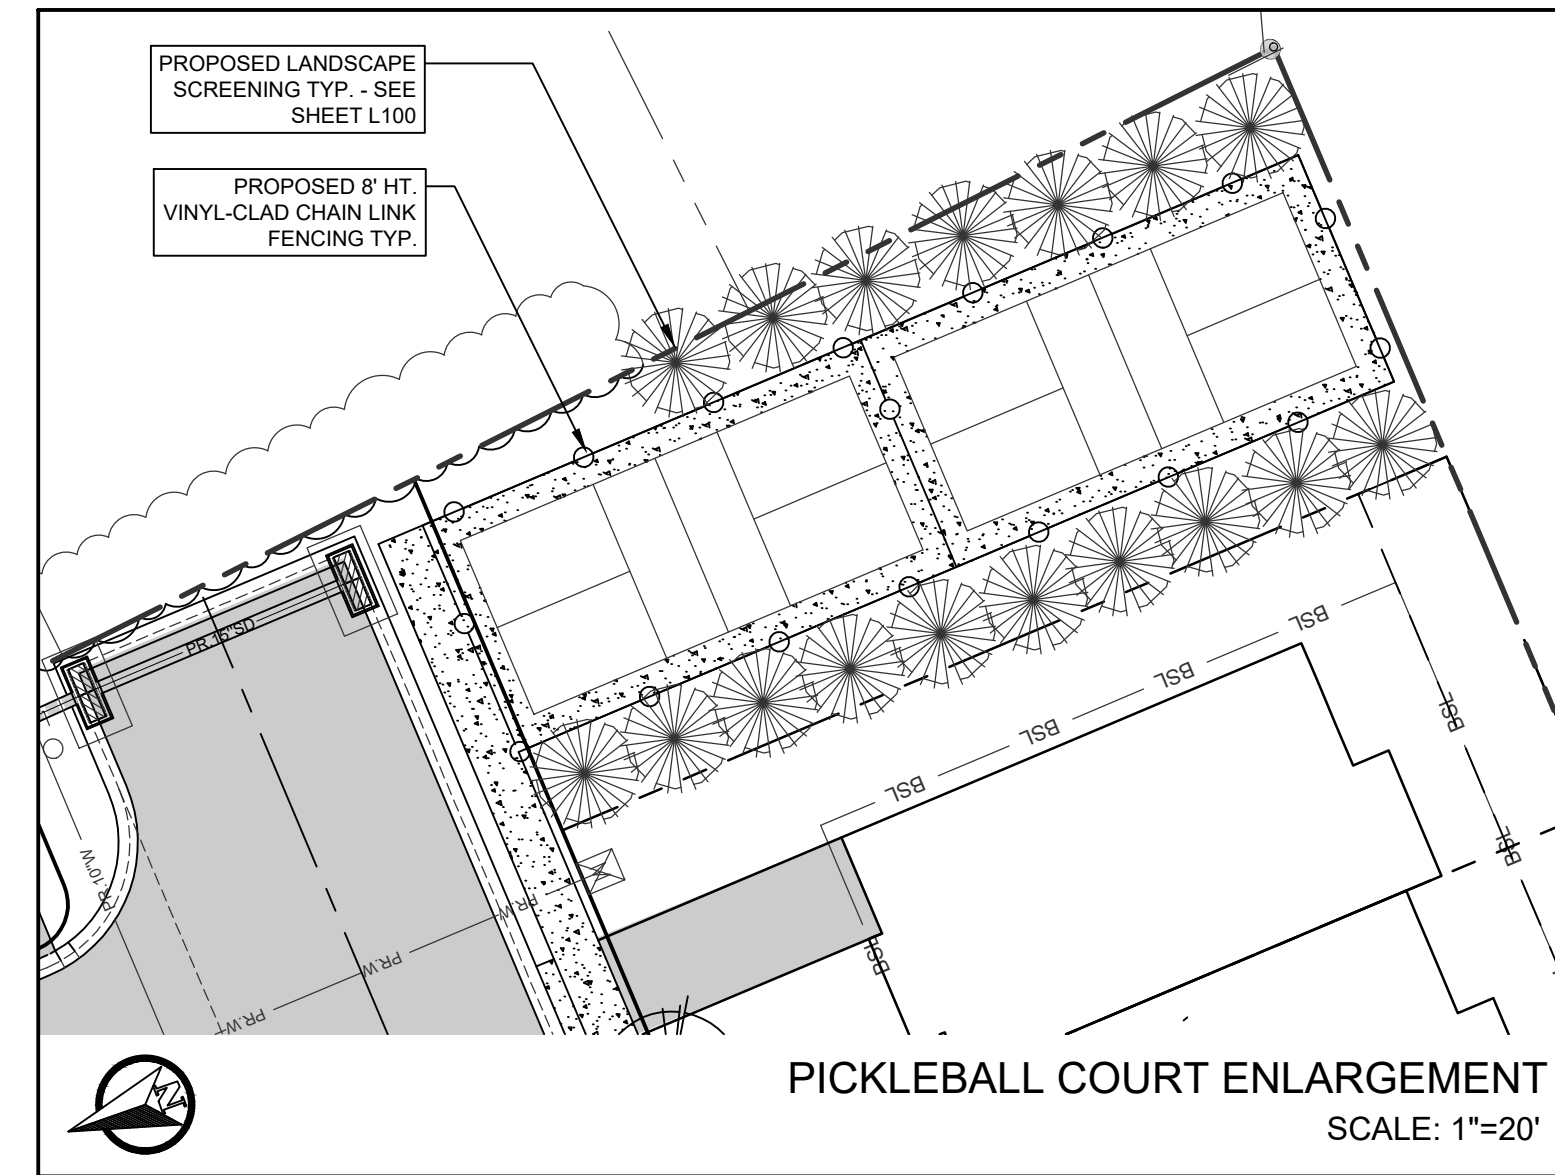 PROPOSED LANDSCAPE
SCREENING TYP. - SEE
SHEET L100
PROPOSED 8' HT.
VINYL-CLAD CHAIN LINK
FENCING TYP.
PR.15"SD
PR.10"W
PR.W
PR.W
PR.W
BSL
BSL
BSL
BSL
BSL
BSL
BSL
N
PICKLEBALL COURT ENLARGEMENT
SCALE: 1"=20'